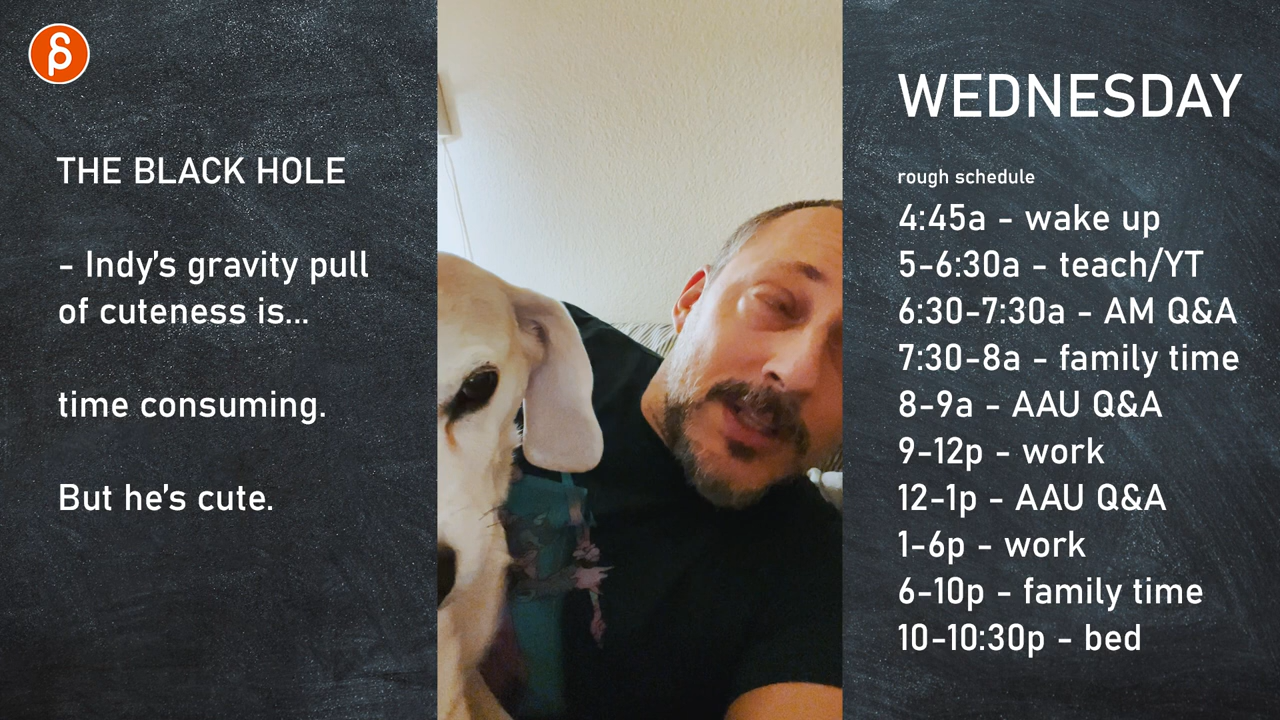 THE BLACK HOLE
- Indy's gravity pull
of cuteness is...
time consuming.
But he's cute.
WEDNESDAY
rough schedule
4:45a - wake up
5-6:30a - teach/YT
6:30-7:30a - AM Q&A
7:30-8a - family time
8-9a - AAU Q&A
9-12p - work
12-1p - AAU Q&A
1-6p - work
6-10p - family time
10-10:30p - bed